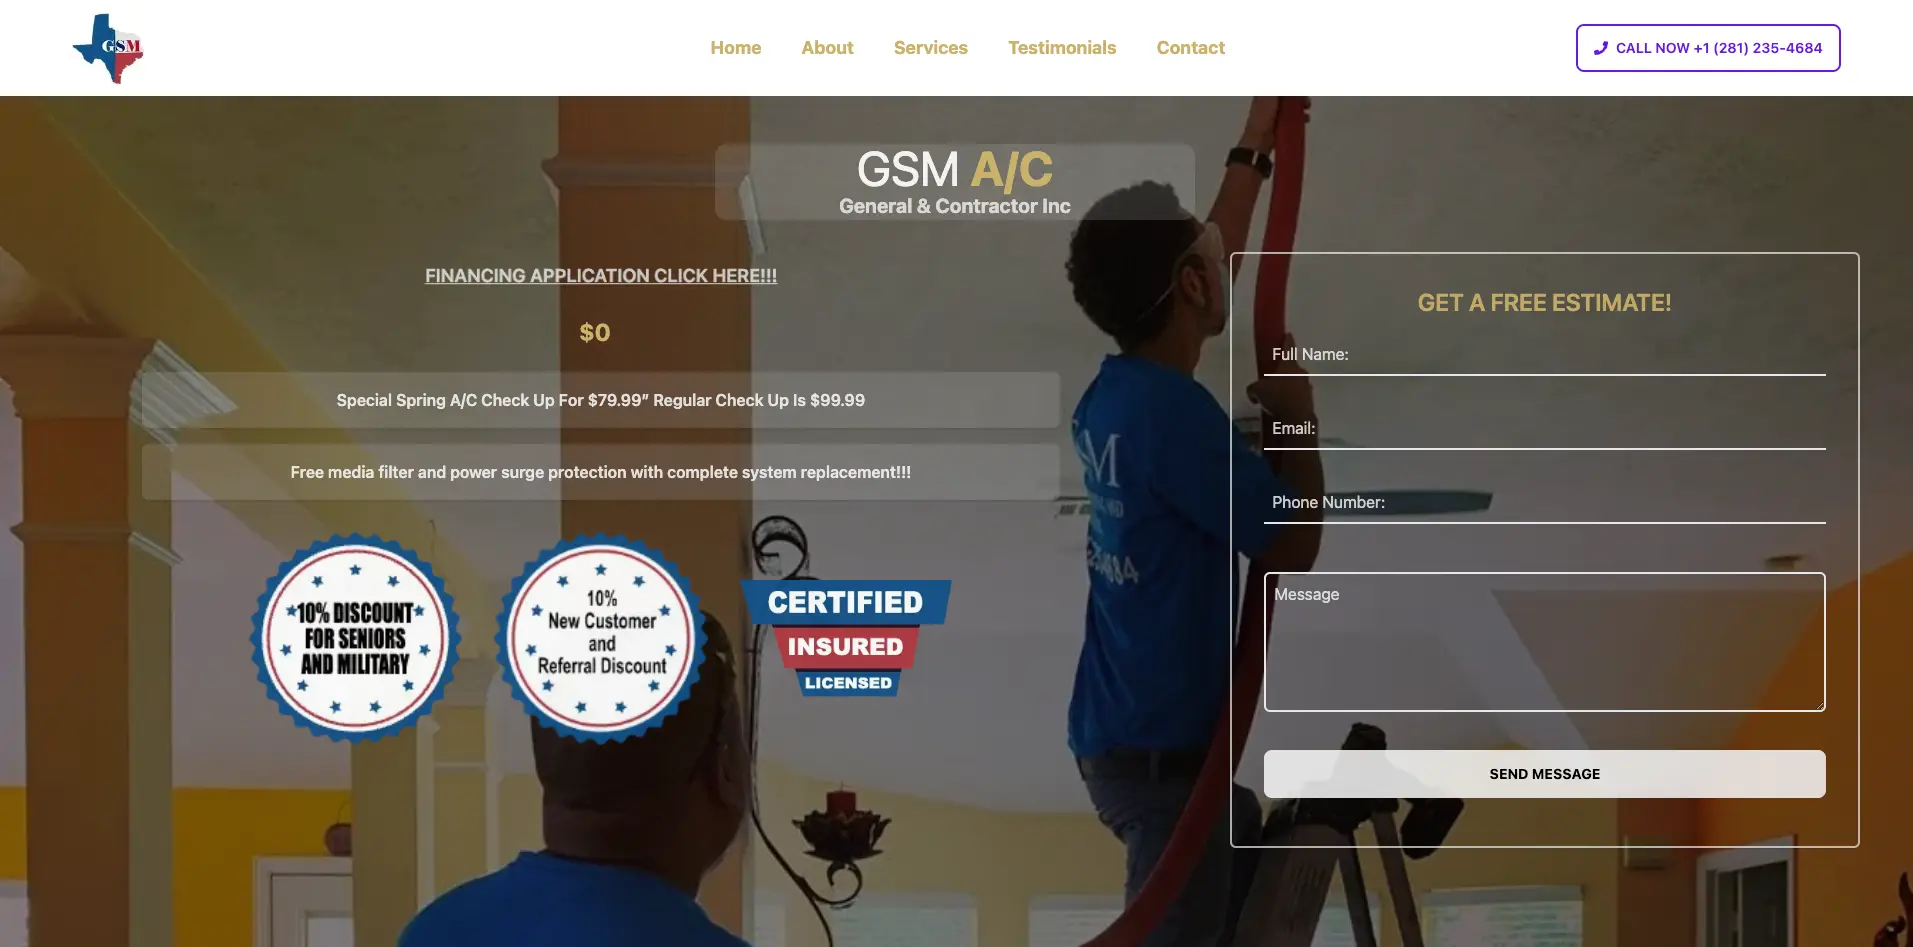 GSM
Home
About
Services
Testimonials
Contact
CALL NOW +1 (281) 235-4684
GSM A/C
General & Contractor Inc
FINANCING APPLICATION CLICK HERE!!!
$0
Special Spring A/C Check Up For $79.99” Regular Check Up Is $99.99
Free media filter and power surge protection with complete system replacement!!!
10% DISCOUNT
FOR SENIORS
AND MILITARY
10%
New Customer
and
Referral Discount
CERTIFIED
INSURED
LICENSED
GET A FREE ESTIMATE!
Full Name:
Email:
Phone Number:
Message
SEND MESSAGE